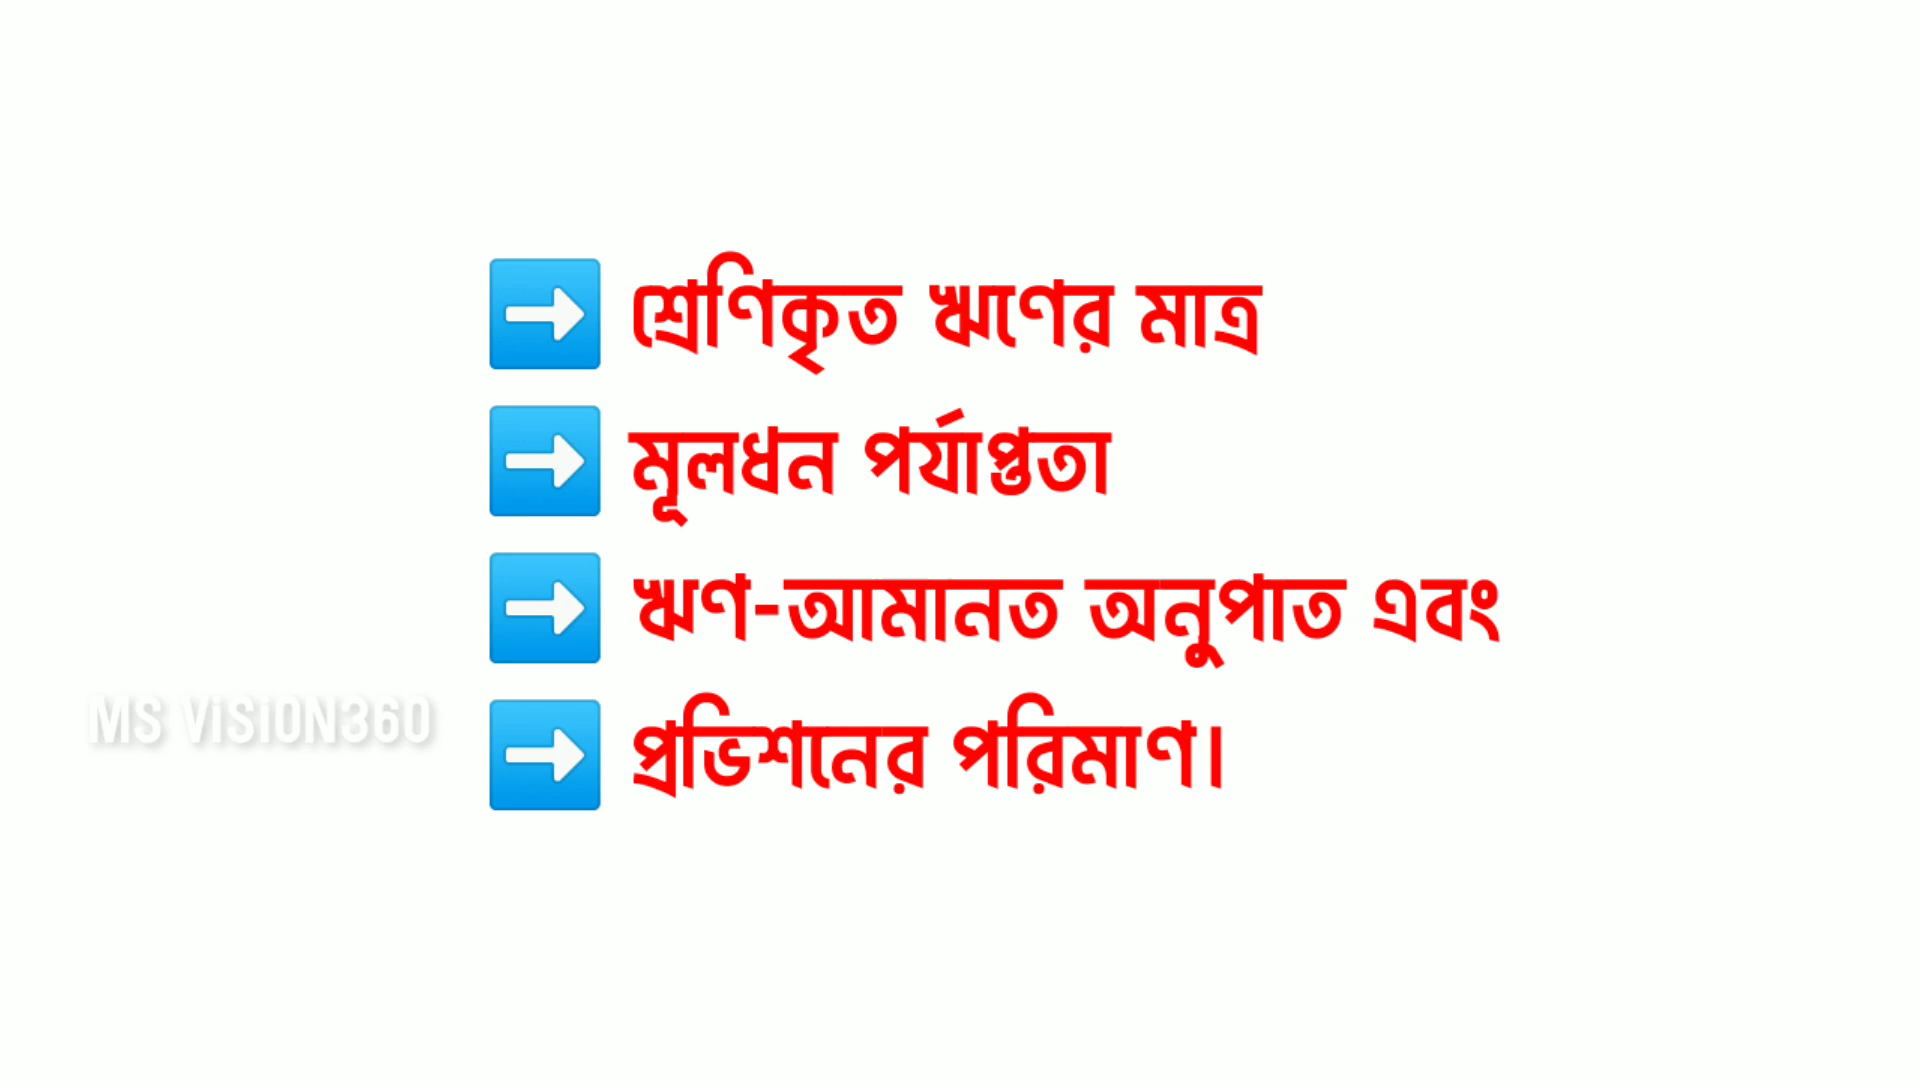 ➡️ শ্রেণিকৃত ঋণের মাত্র
➡️ মূলধন পর্যাপ্ততা
➡️ ঋণ-আমানত অনুপাত এবং
➡️ প্রভিশনের পরিমাণ।
MS ViSiON360